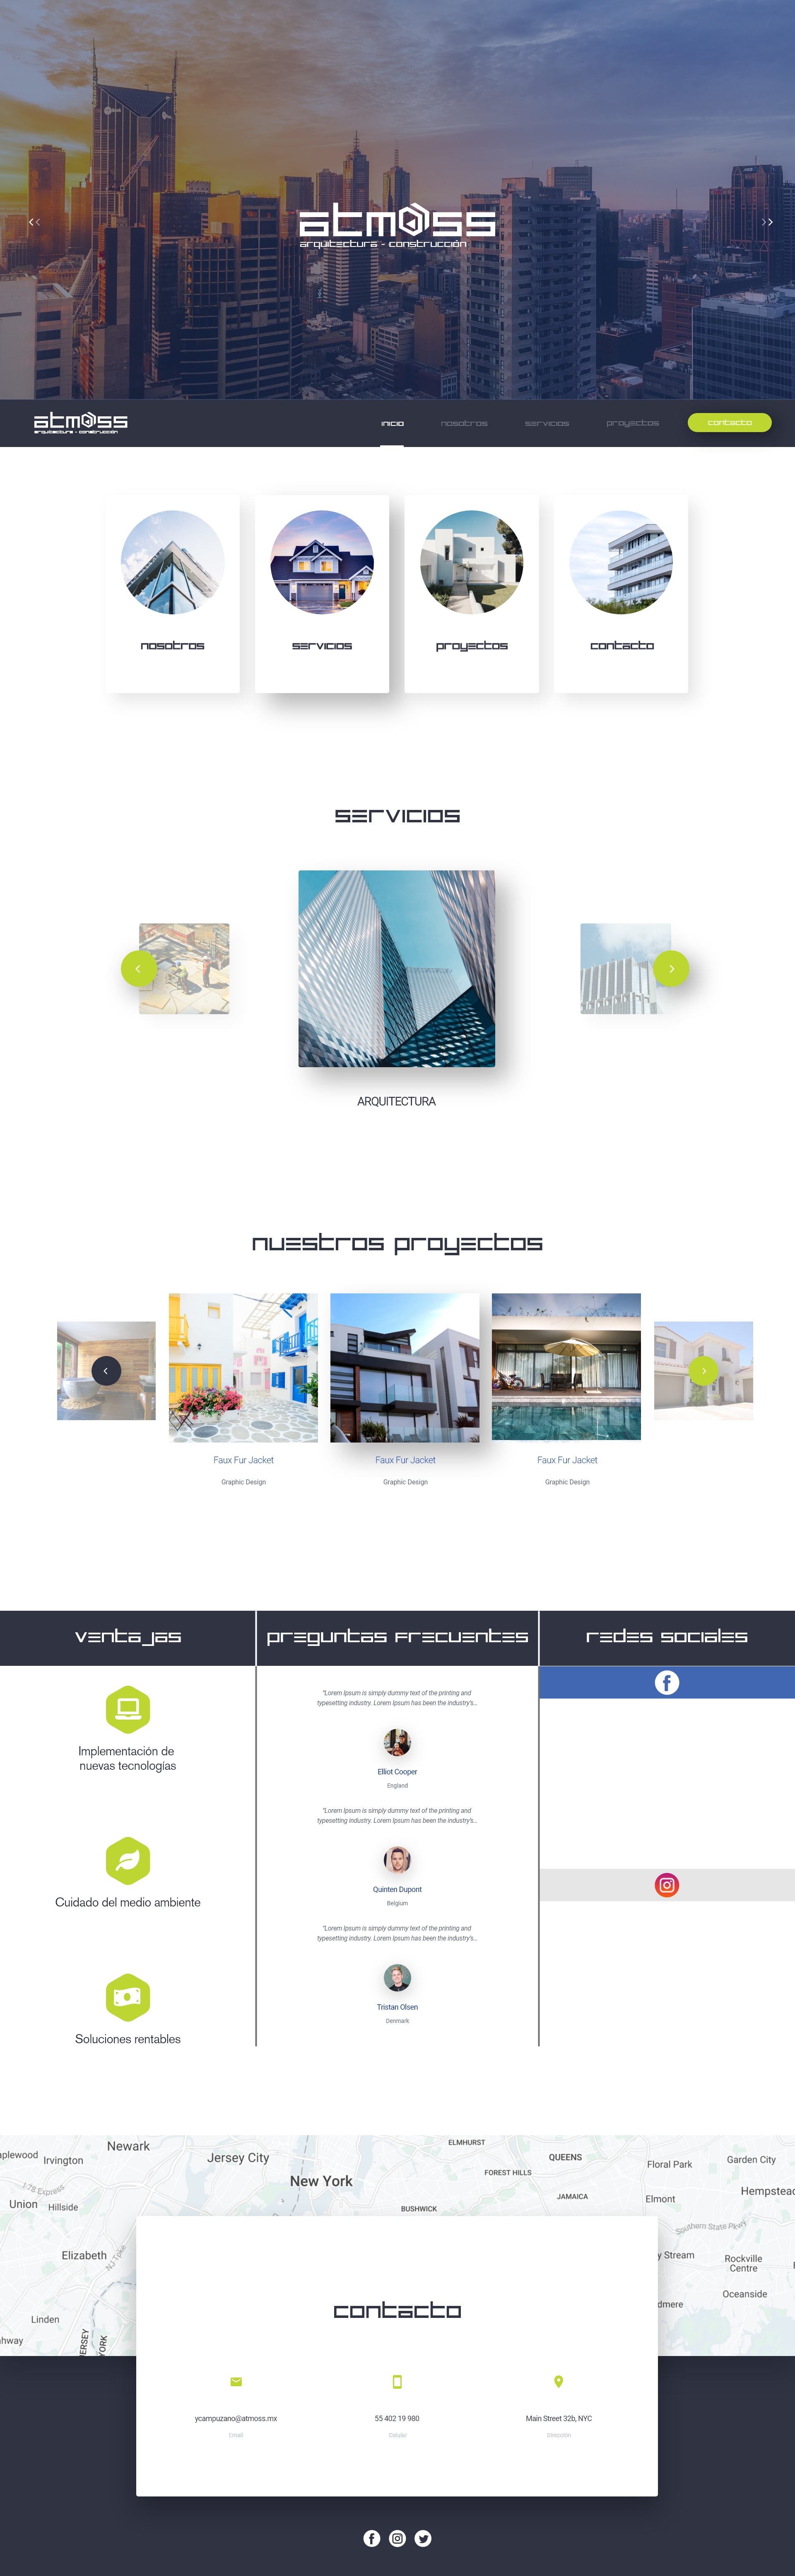 atmoss
arquitectura - construcción
atmoss
arquitectura - construcción
inicio
nosotros
servicios
proyectos
contacto
nosotros
servicios
proyectos
contacto
servicios
ARQUITECTURA
nuestros proyectos
Faux Fur Jacket
Graphic Design
Faux Fur Jacket
Graphic Design
Faux Fur Jacket
Graphic Design
ventajas
Implementación de
nuevas tecnologías
Cuidado del medio ambiente
Soluciones rentables
preguntas frecuentes
"Lorem Ipsum is simply dummy text of the printing and
typesetting industry. Lorem Ipsum has been the industry's...
Elliot Cooper
England
"Lorem Ipsum is simply dummy text of the printing and
typesetting industry. Lorem Ipsum has been the industry's...
Quinten Dupont
Belgium
"Lorem Ipsum is simply dummy text of the printing and
typesetting industry. Lorem Ipsum has been the industry's...
Tristan Olsen
Denmark
redes sociales
aplewood
Irvington
Newark
Jersey City
New York
ELMHURST
QUEENS
FOREST HILLS
JAMAICA
BUSHWICK
Floral Park
Garden City
Elmont
Hempstead
I-78 Express
Union
Hillside
Southern State Pkwy
Elizabeth
NJ Tpke
y Stream
Rockville
Centre
Oceanside
dmere
Linden
hway
JERSEY
YORK
contacto
ycampuzano@atmoss.mx
Email
55 402 19 980
Celular
Main Street 32b, NYC
Dirección